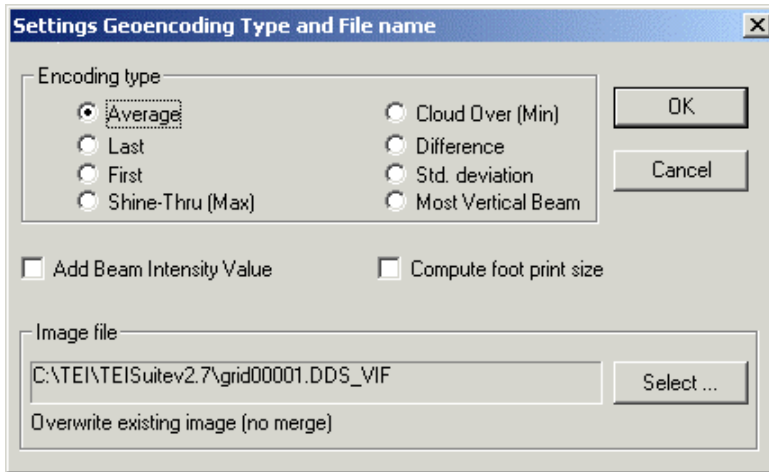 Settings Geoencoding Type and File name
Encoding type
Average
Cloud Over (Min)
OK
Last
Difference
First
Std. deviation
Cancel
Shine-Thru (Max)
Most Vertical Beam
Add Beam Intensity Value
Compute foot print size
Image file
C:\TEI\TEISuitev2.7\grid00001.DDS_VIF
Select ...
Overwrite existing image (no merge)